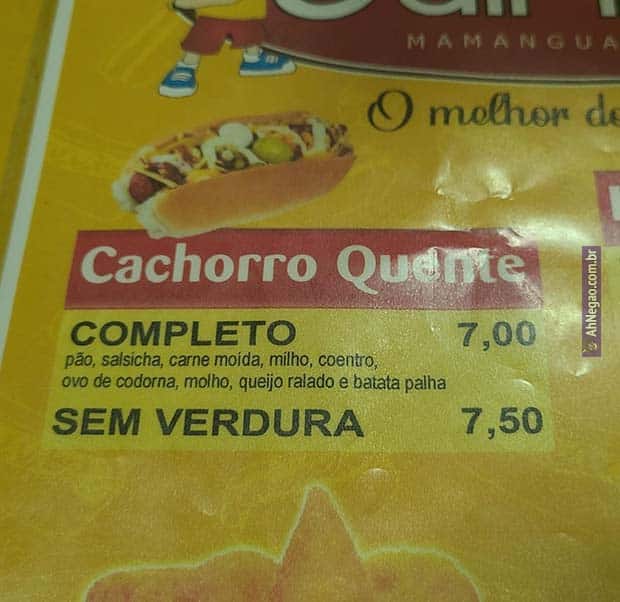 MAMANGUA
O melhor de
Cachorro Quente
COMPLETO 7,00
pão, salsicha, carne moída, milho, coentro,
ovo de codorna, molho, queijo ralado e batata palha
SEM VERDURA 7,50
AhNegao.com.br